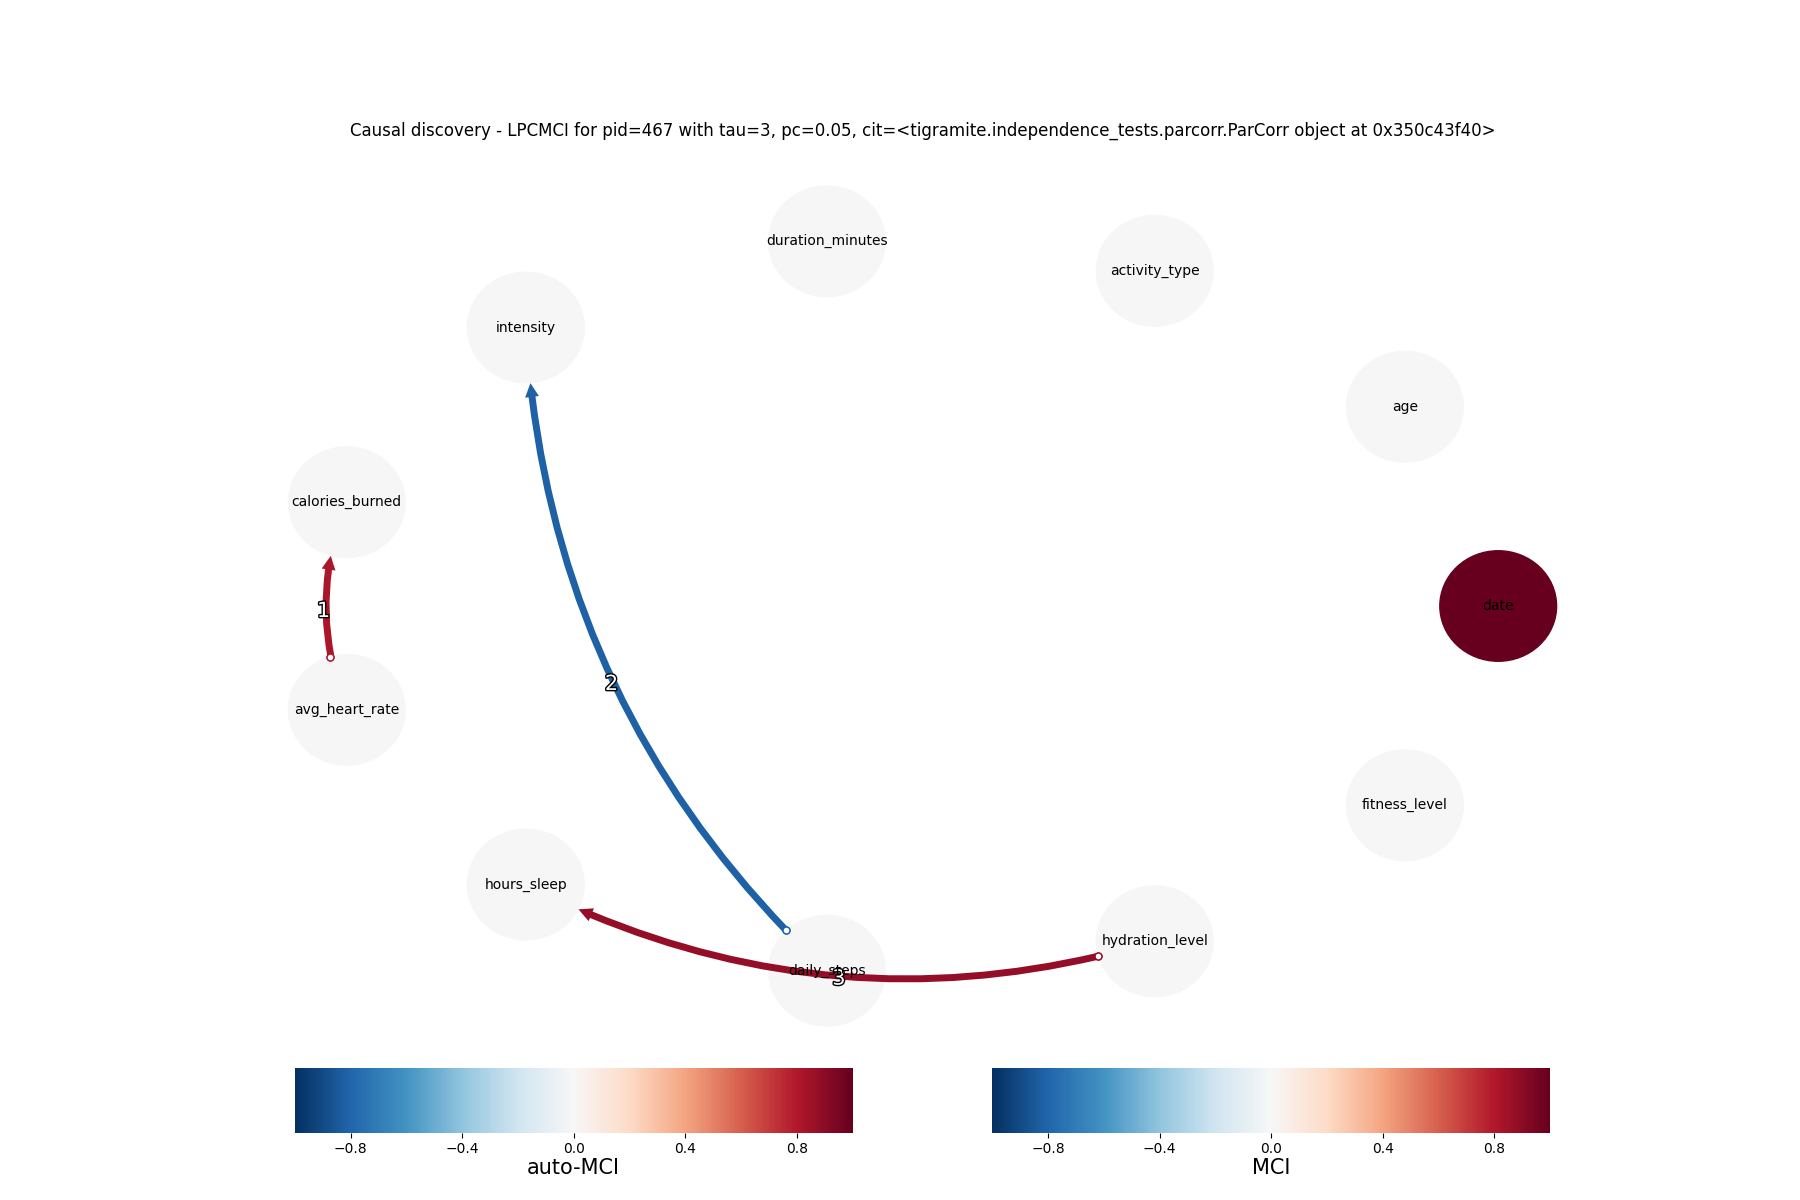 Causal discovery - LPCMCI for pid=467 with tau=3, pc=0.05, cit=<tigramite.independence_tests.parcorr.ParCorr object at 0x350c43f40>
duration_minutes
activity_type
intensity
age
calories_burned
date
1
avg_heart_rate
2
fitness_level
hours_sleep
hydration_level
daily_steps
3
−0.8 −0.4 0.0 0.4 0.8
auto-MCI
−0.8 −0.4 0.0 0.4 0.8
MCI